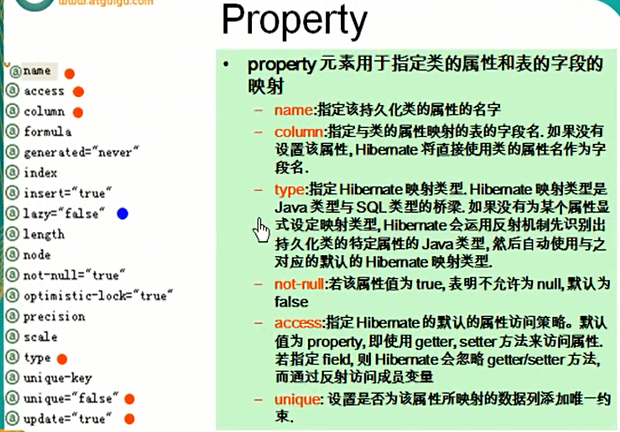 www.atguigu.com
Property
name
access
column
formula
generated="never"
index
insert="true"
lazy="false"
length
node
not-null="true"
optimistic-lock="true"
precision
scale
type
unique-key
unique="false"
update="true"
• property 元素用于指定类的属性和表的字段的
映射
– name:指定该持久化类的属性的名字
– column:指定与类的属性映射的表的字段名. 如果没有
设置该属性, Hibernate 将直接使用类的属性名作为字
段名.
– type:指定 Hibernate 映射类型. Hibernate 映射类型是
Java 类型与 SQL 类型的桥梁. 如果没有为某个属性显
式设定映射类型, Hibernate 会运用反射机制先识别出
持久化类的特定属性的 Java 类型, 然后自动使用与之
对应的默认的 Hibernate 映射类型.
– not-null:若该属性值为 true, 表明不允许为 null, 默认为
false
– access:指定 Hibernate 的默认的属性访问策略。默认
值为 property, 即使用 getter, setter 方法来访问属性.
若指定 field, 则 Hibernate 会忽略 getter/setter 方法,
而通过反射访问成员变量
– unique: 设置是否为该属性所映射的数据列添加唯一约
束.